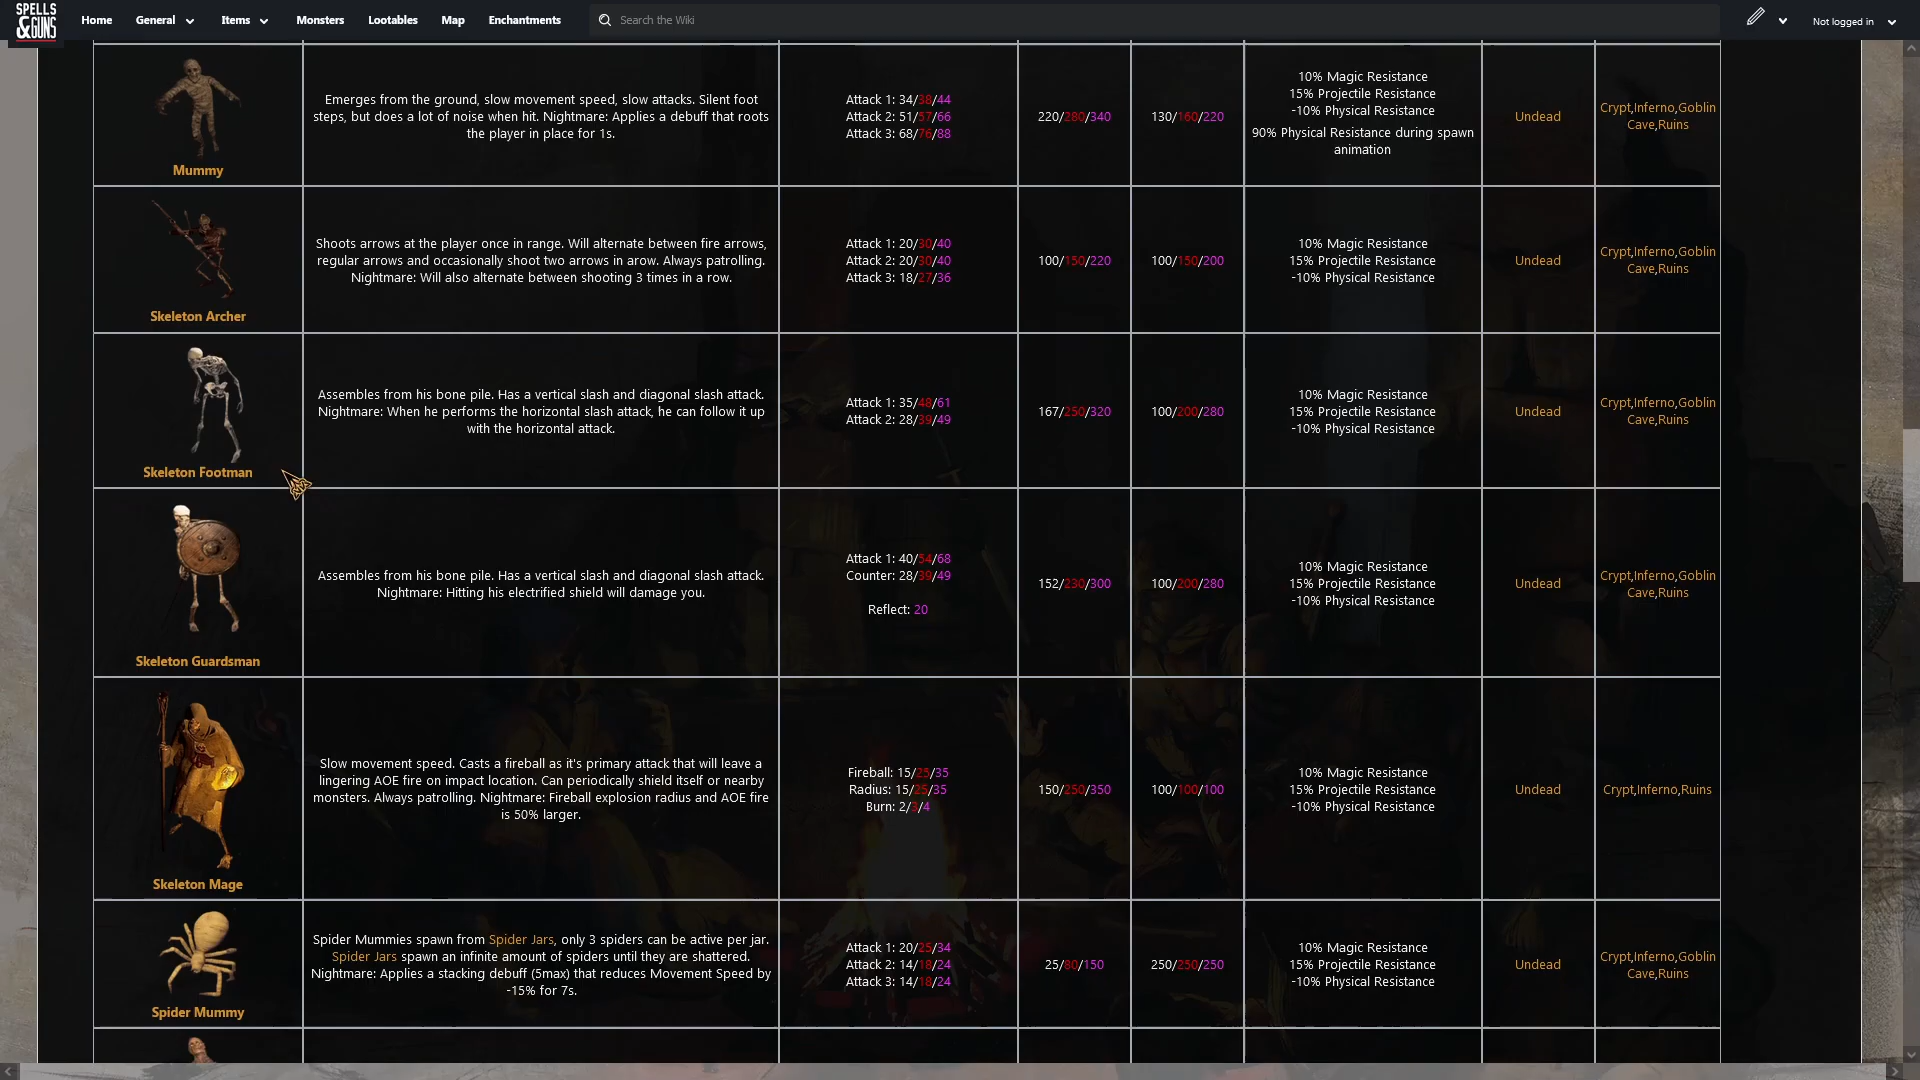 SPELLS
&GUNS
Home
General
Items
Monsters
Lootables
Map
Enchantments
Search the Wiki
Not logged in
Mummy
Emerges from the ground, slow movement speed, slow attacks. Silent foot
steps, but does a lot of noise when hit. Nightmare: Applies a debuff that roots
the player in place for 1s.
Attack 1: 34/38/44
Attack 2: 51/57/66
Attack 3: 68/76/88
220/280/340
130/160/220
10% Magic Resistance
15% Projectile Resistance
-10% Physical Resistance
90% Physical Resistance during spawn
animation
Undead
Crypt,Inferno,Goblin
Cave,Ruins
Skeleton Archer
Shoots arrows at the player once in range. Will alternate between fire arrows,
regular arrows and occasionally shoot two arrows in arow. Always patrolling.
Nightmare: Will also alternate between shooting 3 times in a row.
Attack 1: 20/30/40
Attack 2: 20/30/40
Attack 3: 18/27/36
100/150/220
100/150/200
10% Magic Resistance
15% Projectile Resistance
-10% Physical Resistance
Undead
Crypt,Inferno,Goblin
Cave,Ruins
Skeleton Footman
Assembles from his bone pile. Has a vertical slash and diagonal slash attack.
Nightmare: When he performs the horizontal slash attack, he can follow it up
with the horizontal attack.
Attack 1: 35/48/61
Attack 2: 28/39/49
167/250/320
100/200/280
10% Magic Resistance
15% Projectile Resistance
-10% Physical Resistance
Undead
Crypt,Inferno,Goblin
Cave,Ruins
Skeleton Guardsman
Assembles from his bone pile. Has a vertical slash and diagonal slash attack.
Nightmare: Hitting his electrified shield will damage you.
Attack 1: 40/54/68
Counter: 28/39/49
Reflect: 20
152/230/300
100/200/280
10% Magic Resistance
15% Projectile Resistance
-10% Physical Resistance
Undead
Crypt,Inferno,Goblin
Cave,Ruins
Skeleton Mage
Slow movement speed. Casts a fireball as it's primary attack that will leave a
lingering AOE fire on impact location. Can periodically shield itself or nearby
monsters. Always patrolling. Nightmare: Fireball explosion radius and AOE fire
is 50% larger.
Fireball: 15/25/35
Radius: 15/25/35
Burn: 2/3/4
150/250/350
100/100/100
10% Magic Resistance
15% Projectile Resistance
-10% Physical Resistance
Undead
Crypt,Inferno,Ruins
Spider Mummy
Spider Mummies spawn from Spider Jars, only 3 spiders can be active per jar.
Spider Jars spawn an infinite amount of spiders until they are shattered.
Nightmare: Applies a stacking debuff (5max) that reduces Movement Speed by
-15% for 7s.
Attack 1: 20/25/34
Attack 2: 14/18/24
Attack 3: 14/18/24
25/80/150
250/250/250
10% Magic Resistance
15% Projectile Resistance
-10% Physical Resistance
Undead
Crypt,Inferno,Goblin
Cave,Ruins